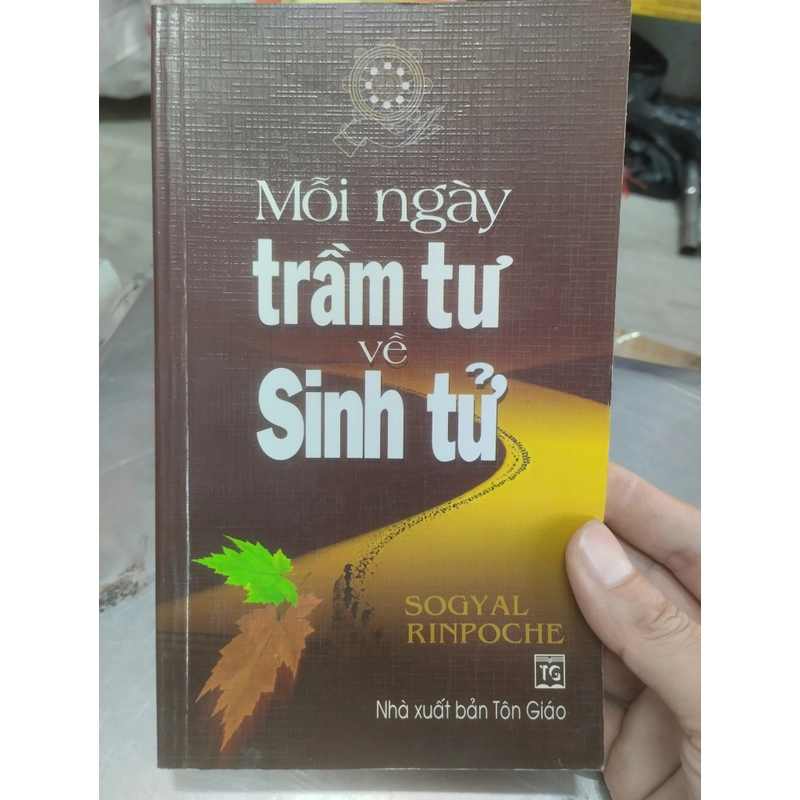 Mỗi ngày
trầm tư
về
Sinh tử
SOGYAL
RINPOCHE
TG
Nhà xuất bản Tôn Giáo